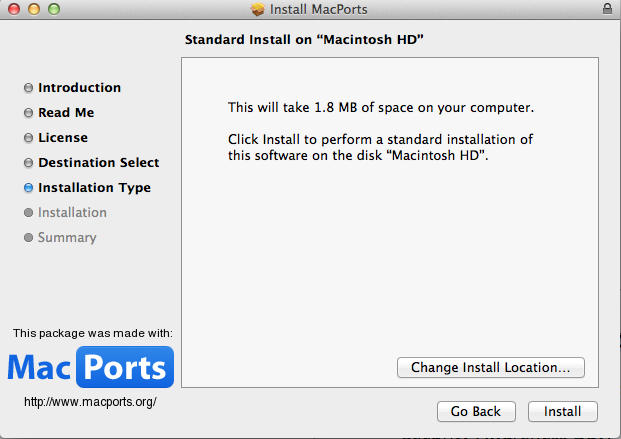 Install MacPorts
Standard Install on “Macintosh HD”
Introduction
Read Me
License
Destination Select
Installation Type
Installation
Summary
This will take 1.8 MB of space on your computer.
Click Install to perform a standard installation of
this software on the disk “Macintosh HD”.
This package was made with:
MacPorts
http://www.macports.org/
Change Install Location...
Go Back
Install